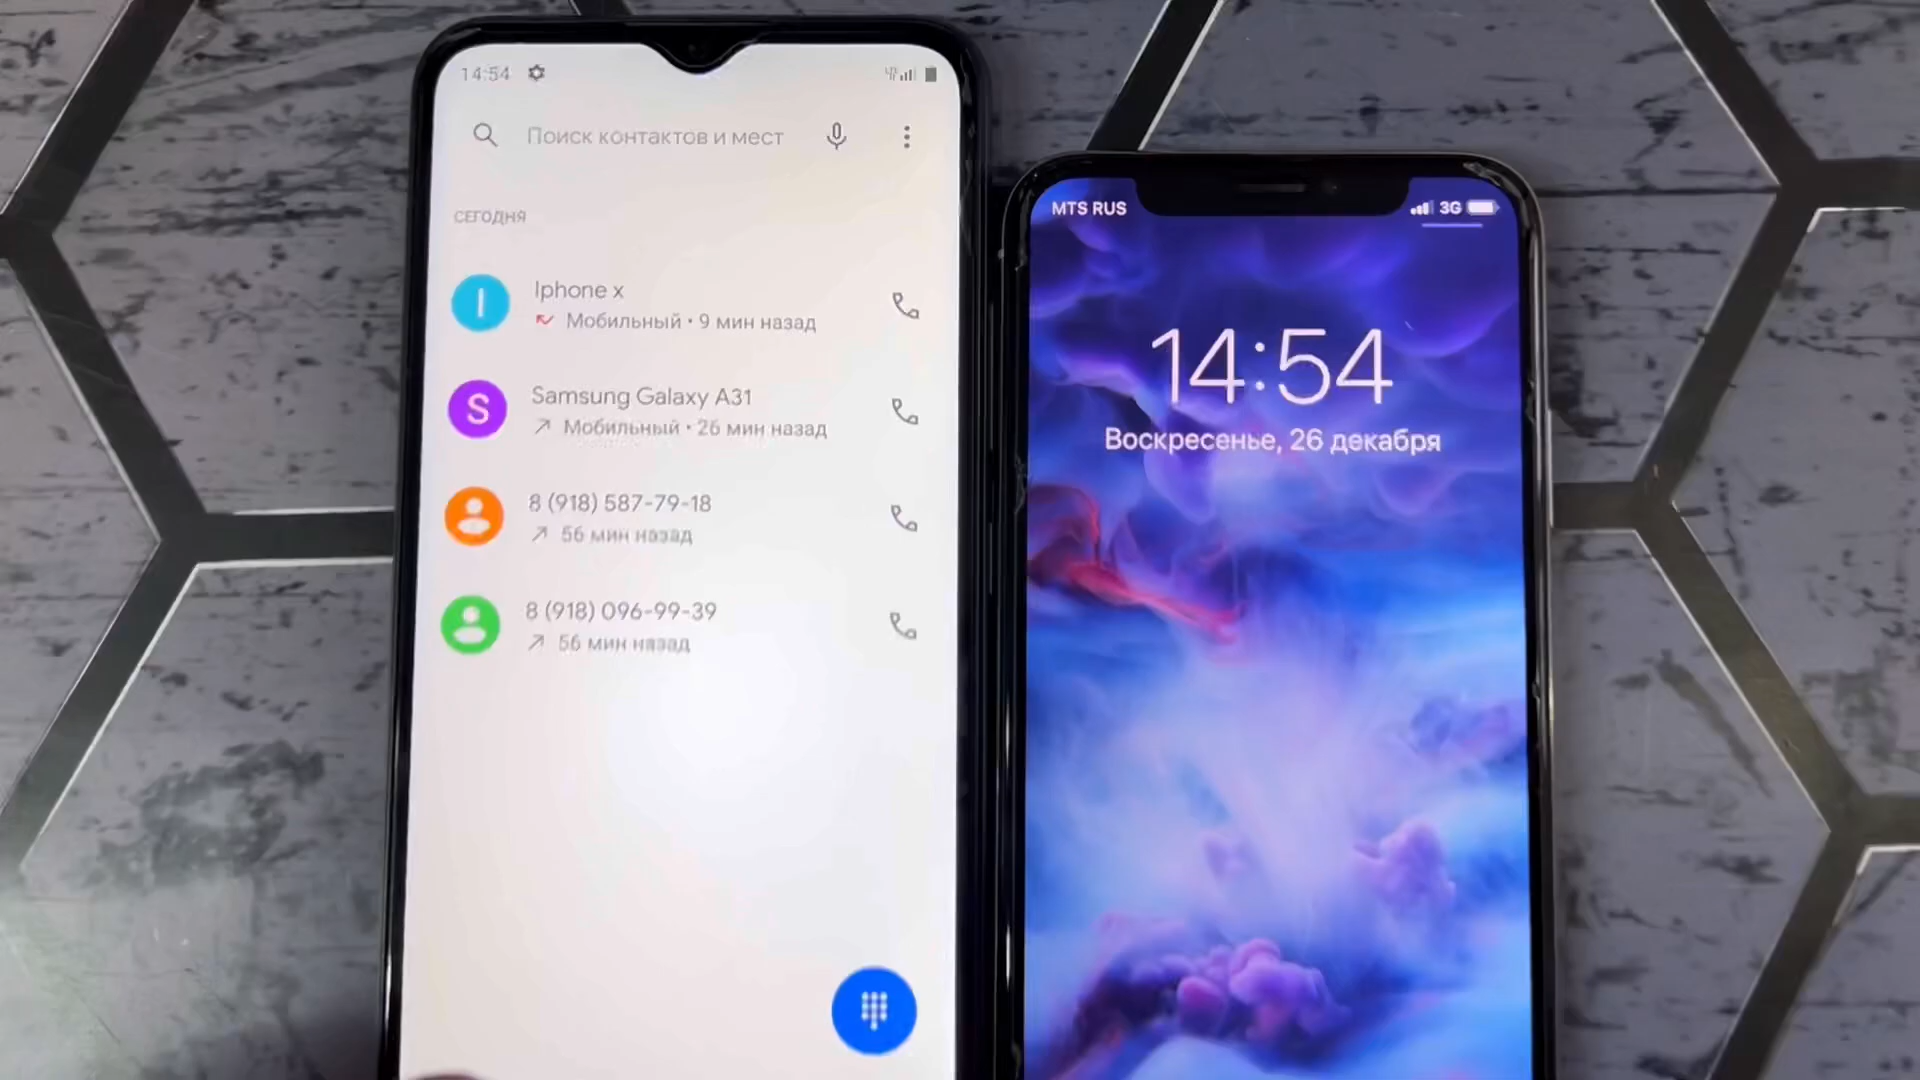 14:54
Поиск контактов и мест
СЕГОДНЯ
I
Iphone x
Мобильный • 9 мин назад
S
Samsung Galaxy A31
Мобильный • 26 мин назад
8 (918) 587-79-18
56 мин назад
8 (918) 096-99-39
56 мин назад
MTS RUS
3G
14:54
Воскресенье, 26 декабря